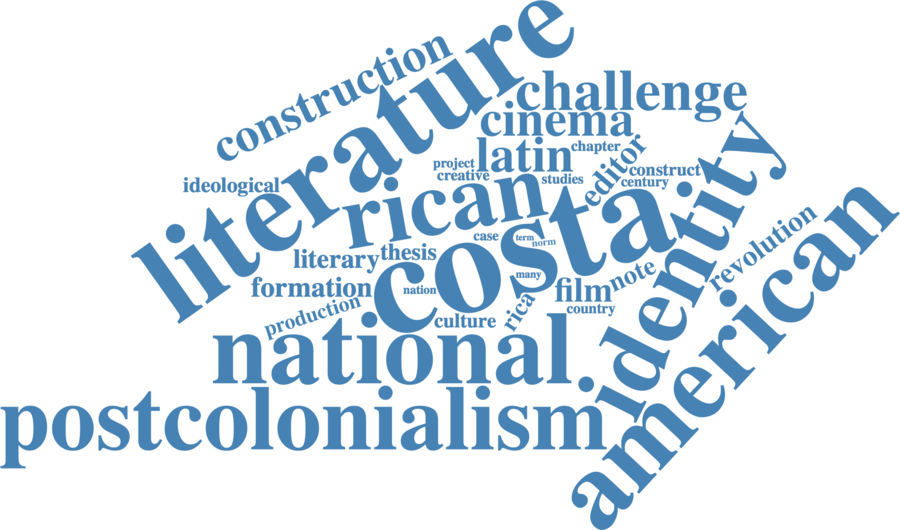 construction
literature
challenge
cinema
chapter
latin
project
creative
studies
editor
construct
century
ideological
rican
identity
costa
case
term
norm
literary
thesis
many
formation
nation
film
note
revolution
american
country
production
culture
rica
national
postcolonialism